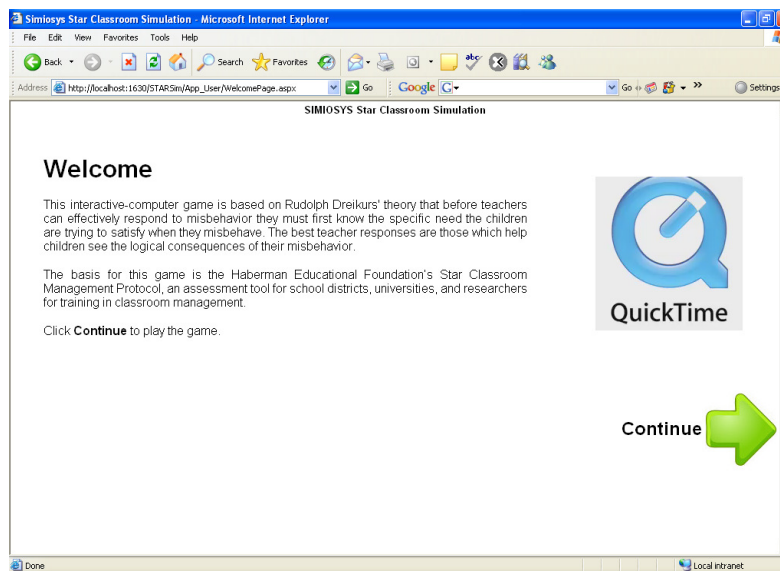 Simiosys Star Classroom Simulation - Microsoft Internet Explorer
File Edit View Favorites Tools Help
Back Search Favorites
Address http://localhost:1630/STARSim/App_User/WelcomePage.aspx Go Google Go Settings
SIMIOSYS Star Classroom Simulation
Welcome
This interactive-computer game is based on Rudolph Dreikurs' theory that before teachers
can effectively respond to misbehavior they must first know the specific need the children
are trying to satisfy when they misbehave. The best teacher responses are those which help
children see the logical consequences of their misbehavior.
The basis for this game is the Haberman Educational Foundation's Star Classroom
Management Protocol, an assessment tool for school districts, universities, and researchers
for training in classroom management.
Click Continue to play the game.
QuickTime
Continue
Done Local intranet